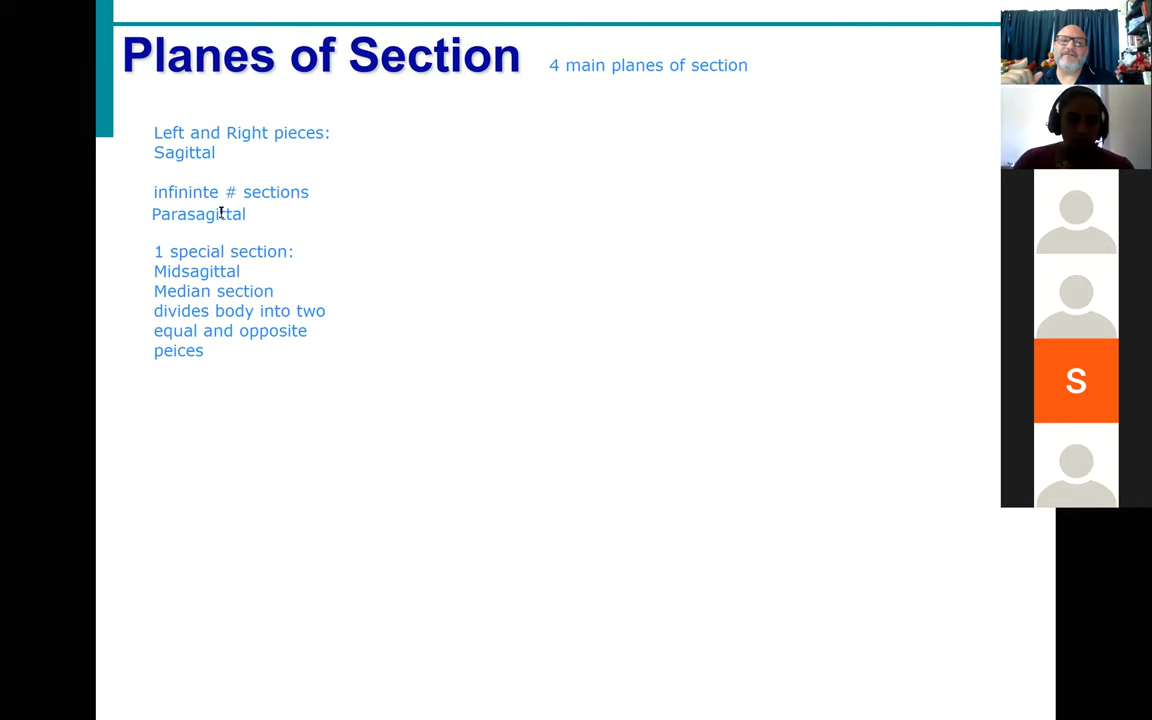 Planes of Section
4 main planes of section
Left and Right pieces:
Sagittal
infininte # sections
Parasagittal
1 special section:
Midsagittal
Median section
divides body into two
equal and opposite
peices
S